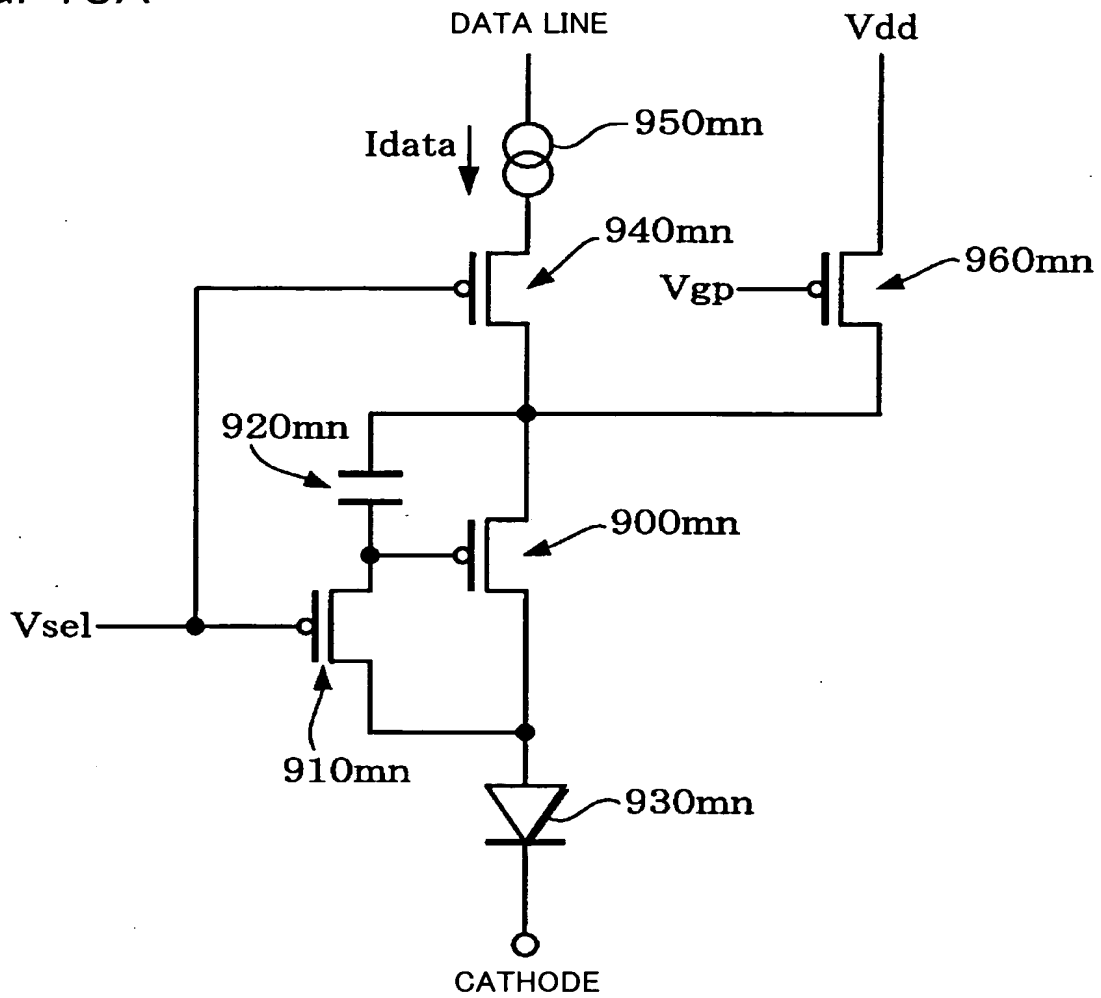 DATA LINE
Vdd
950mn
Idata
940mn
960mn
Vgp
920mn
900mn
Vsel
910mn
930mn
CATHODE